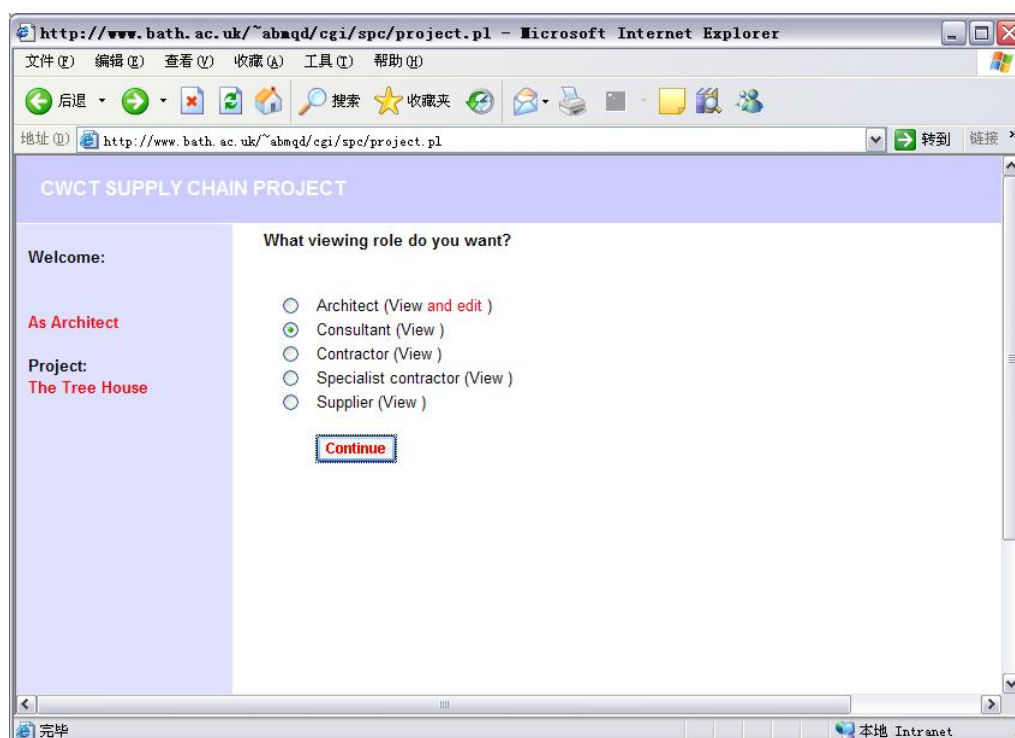 http://www.bath.ac.uk/~abmqd/cgi/spc/project.pl - Microsoft Internet Explorer
文件(F) 编辑(E) 查看(V) 收藏(A) 工具(T) 帮助(H)
后退 搜索 收藏夹
地址(D) http://www.bath.ac.uk/~abmqd/cgi/spc/project.pl 转到 链接 »
CWCT SUPPLY CHAIN PROJECT
What viewing role do you want?
Welcome:
As Architect
Project:
The Tree House
Architect (View and edit )
Consultant (View )
Contractor (View )
Specialist contractor (View )
Supplier (View )
Continue
完毕 本地 Intranet